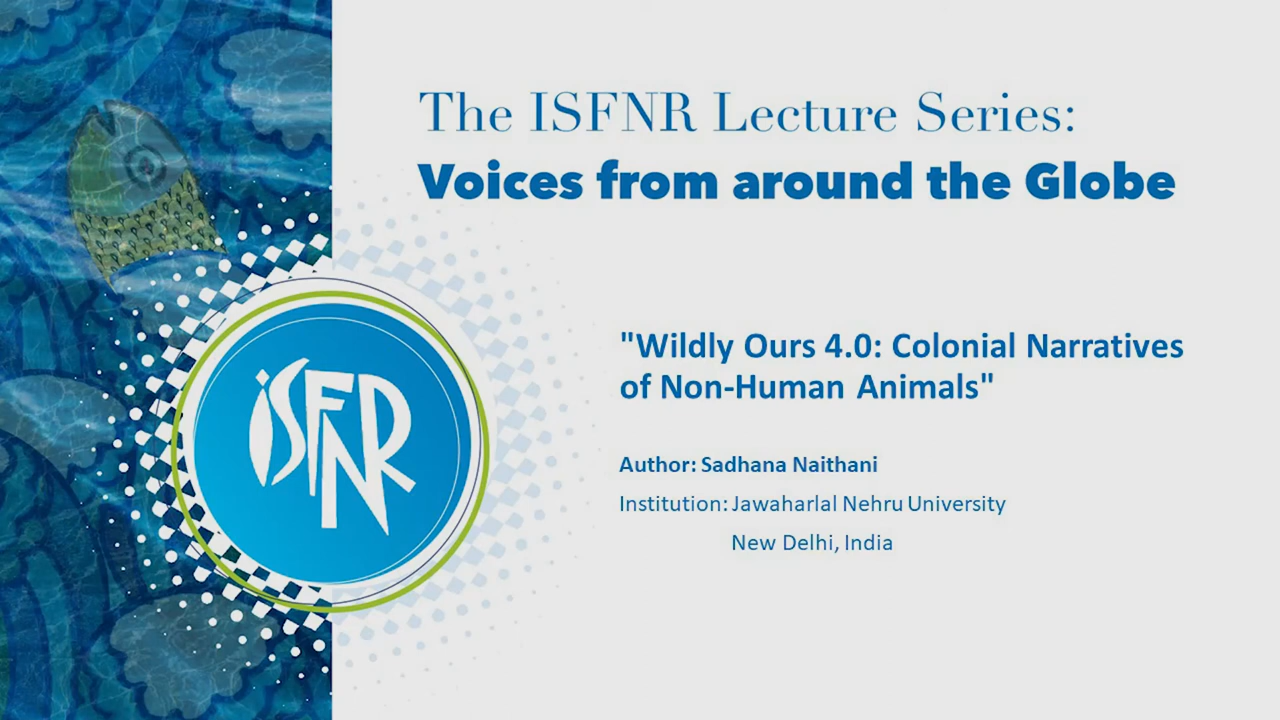 The ISFNR Lecture Series:
Voices from around the Globe
"Wildly Ours 4.0: Colonial Narratives
of Non-Human Animals"
Author: Sadhana Naithani
Institution: Jawaharlal Nehru University
New Delhi, India
iSFNR